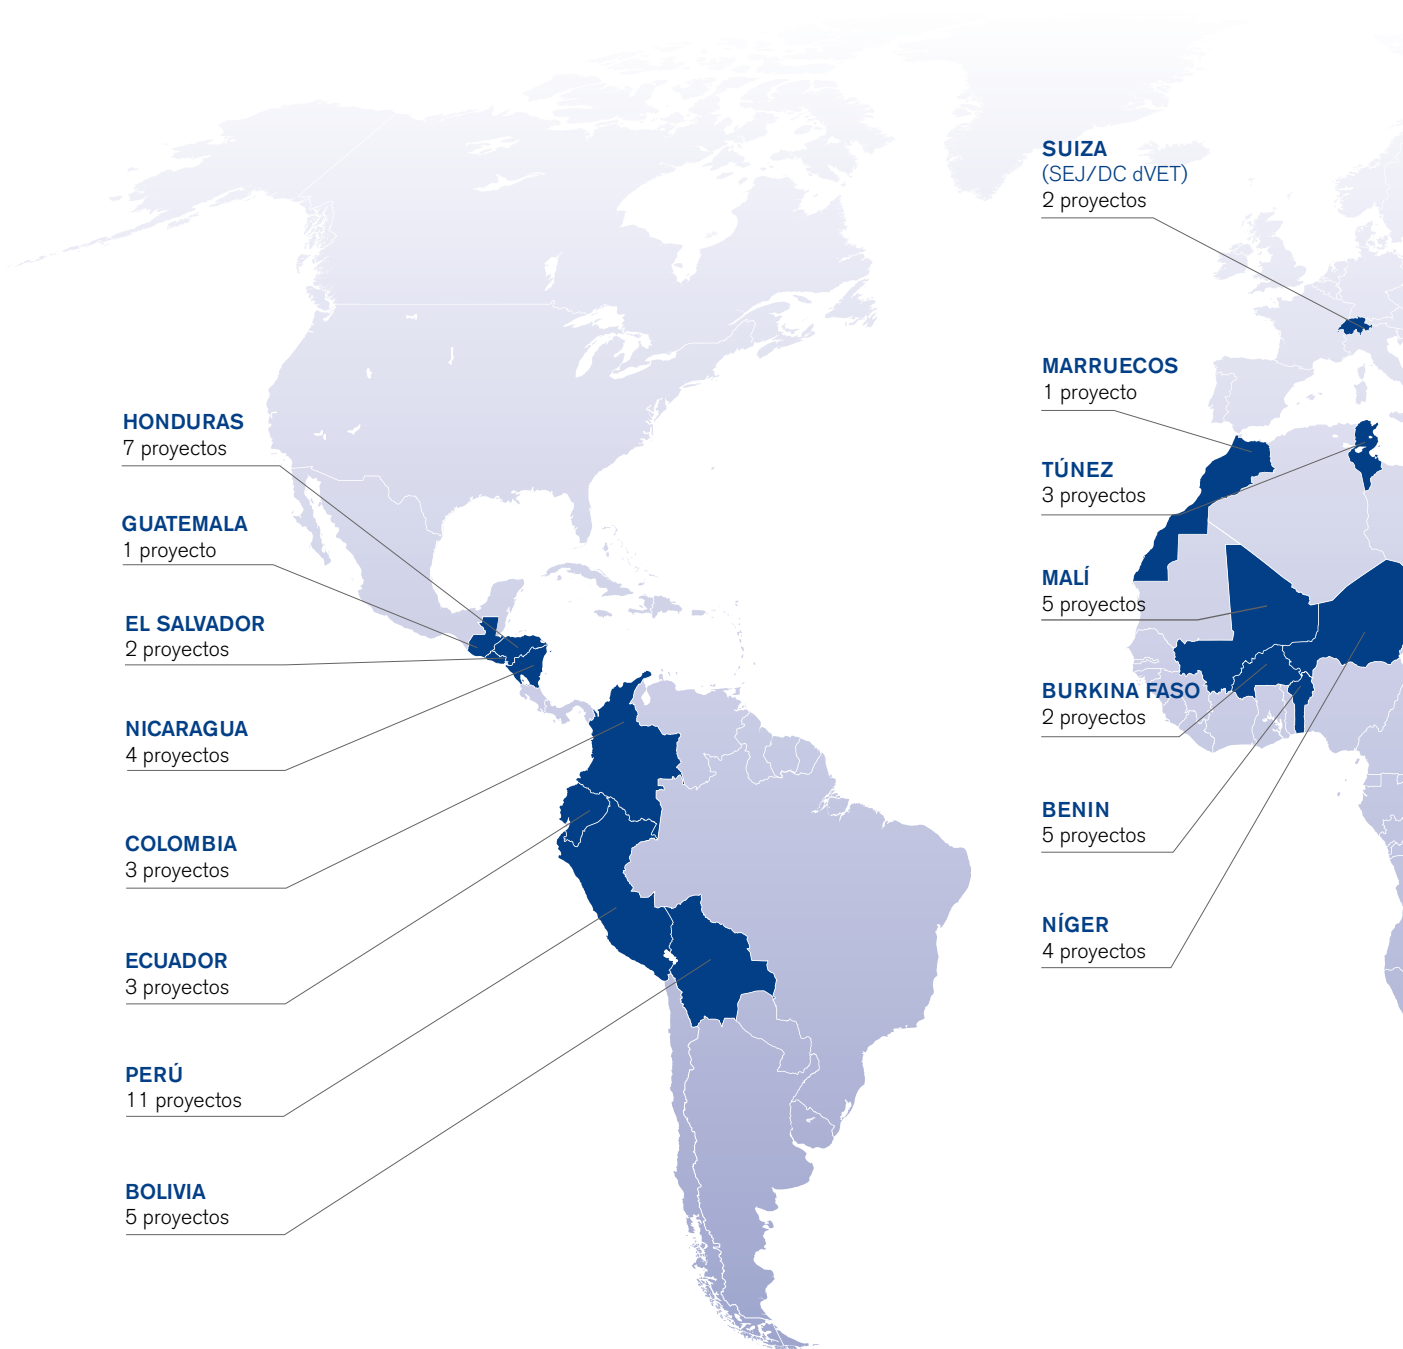 HONDURAS
7 proyectos
GUATEMALA
1 proyecto
EL SALVADOR
2 proyectos
NICARAGUA
4 proyectos
COLOMBIA
3 proyectos
ECUADOR
3 proyectos
PERÚ
11 proyectos
BOLIVIA
5 proyectos
SUIZA
(SEJ/DC dVET)
2 proyectos
MARRUECOS
1 proyecto
TÚNEZ
3 proyectos
MALÍ
5 proyectos
BURKINA FASO
2 proyectos
BENIN
5 proyectos
NÍGER
4 proyectos